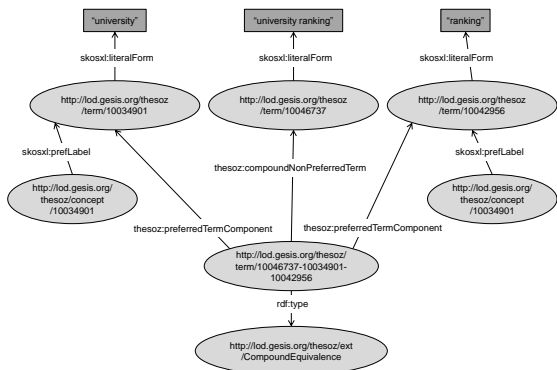 "university"
"university ranking"
"ranking"
skosxl:literalForm
skosxl:literalForm
skosxl:literalForm
http://lod.gesis.org/thesoz
/term/10034901
http://lod.gesis.org/thesoz
/term/10046737
http://lod.gesis.org/thesoz
/term/10042956
skosxl:prefLabel
skosxl:prefLabel
thesoz:compoundNonPreferredTerm
http://lod.gesis.org/
thesoz/concept
/10034901
http://lod.gesis.org/
thesoz/concept
/10034901
thesoz:preferredTermComponent
thesoz:preferredTermComponent
http://lod.gesis.org/thesoz/
term/10046737-10034901-
10042956
rdf:type
http://lod.gesis.org/thesoz/ext
/CompoundEquivalence